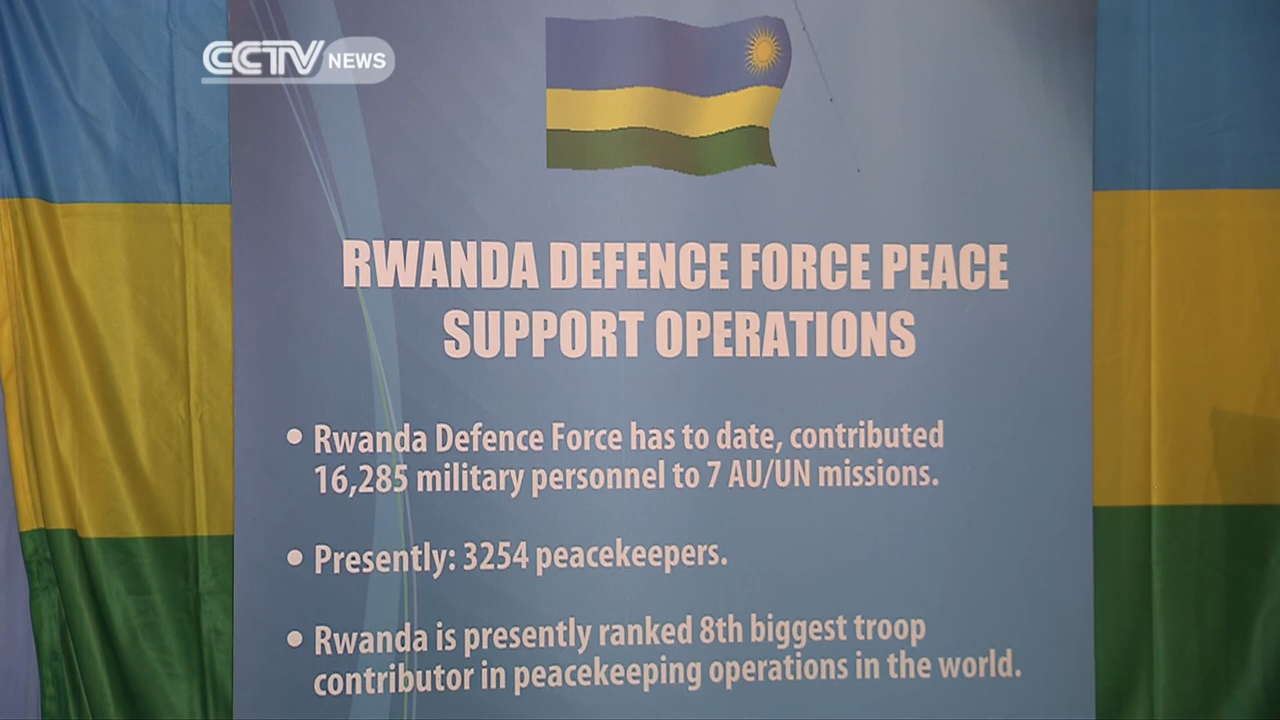 CCTV NEWS
RWANDA DEFENCE FORCE PEACE
SUPPORT OPERATIONS
• Rwanda Defence Force has to date, contributed
16,285 military personnel to 7 AU/UN missions.
• Presently: 3254 peacekeepers.
• Rwanda is presently ranked 8th biggest troop
contributor in peacekeeping operations in the world.